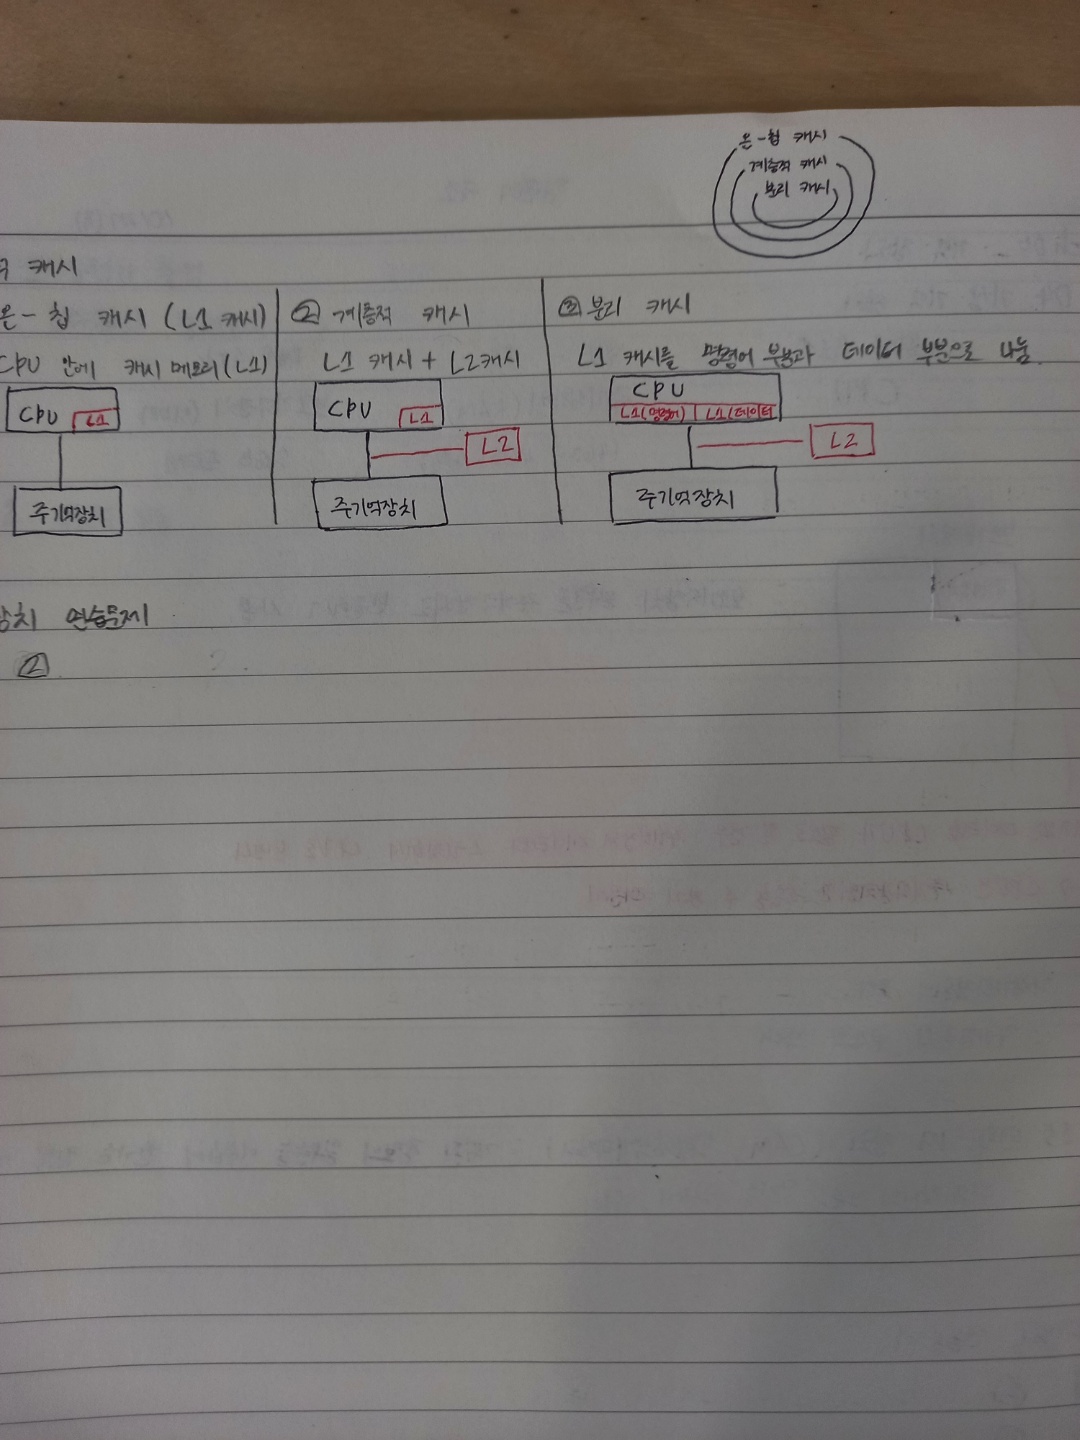 온-칩 캐시
계층적 캐시
분리 캐시
캐시
온-칩 캐시 (L1 캐시)
CPU 안에 캐시 메모리(L1)
CPU L1
주기억장치
② 계층적 캐시
L1 캐시 + L2캐시
CPU L1
L2
주기억장치
③ 분리 캐시
L1 캐시를 명령어 부분과 데이터 부분으로 나눔.
CPU
L1(명령어) L1(데이터)
L2
주기억장치
장치 연습문제
②